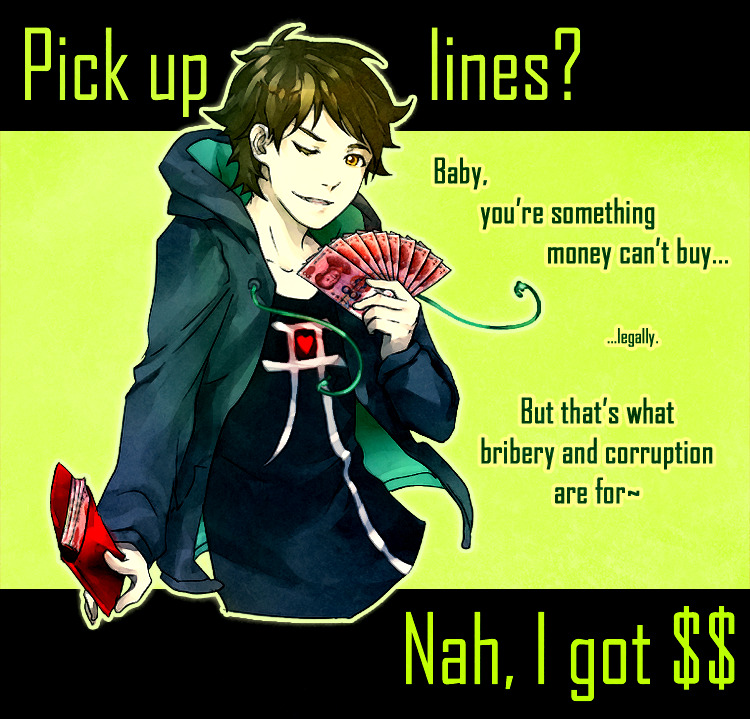 Pick up lines?
Baby,
you're something
money can't buy...
...legally.
But that's what
bribery and corruption
are for~
Nah, I got $$